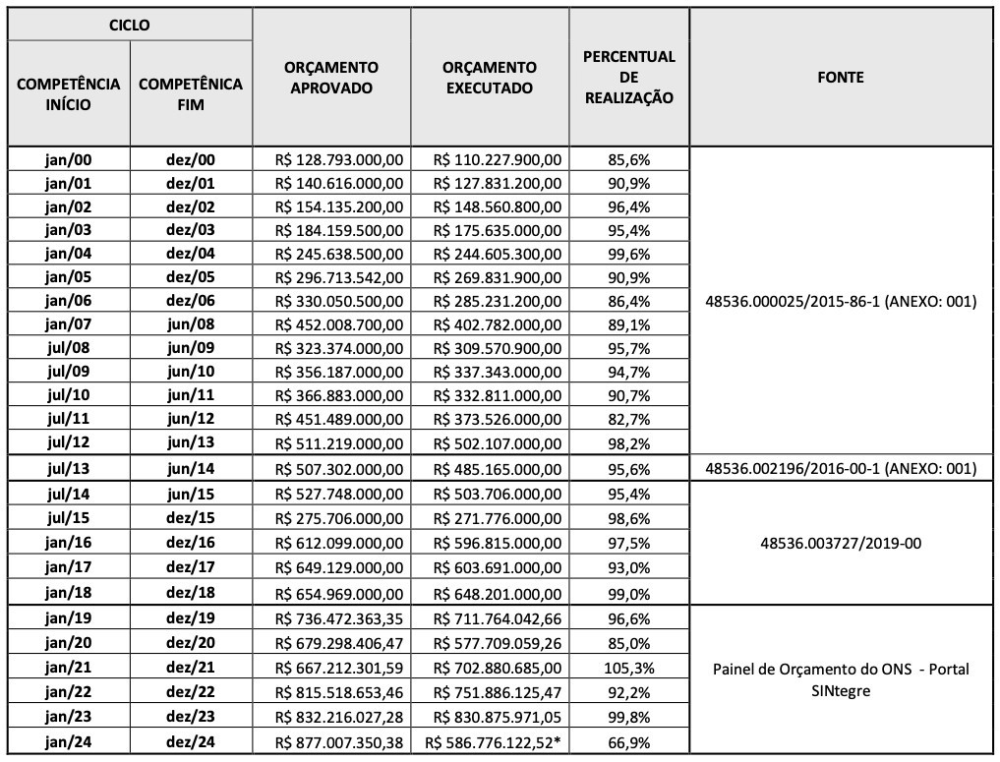 CICLO
COMPETÊNCIA INÍCIO | COMPETÊNICA FIM | ORÇAMENTO APROVADO | ORÇAMENTO EXECUTADO | PERCENTUAL DE REALIZAÇÃO | FONTE
jan/00 dez/00 R$ 128.793.000,00 R$ 110.227.900,00 85,6%
jan/01 dez/01 R$ 140.616.000,00 R$ 127.831.200,00 90,9%
jan/02 dez/02 R$ 154.135.200,00 R$ 148.560.800,00 96,4%
jan/03 dez/03 R$ 184.159.500,00 R$ 175.635.000,00 95,4%
jan/04 dez/04 R$ 245.638.500,00 R$ 244.605.300,00 99,6%
jan/05 dez/05 R$ 296.713.542,00 R$ 269.831.900,00 90,9%
jan/06 dez/06 R$ 330.050.500,00 R$ 285.231.200,00 86,4% 48536.000025/2015-86-1 (ANEXO: 001)
jan/07 jun/08 R$ 452.008.700,00 R$ 402.782.000,00 89,1%
jul/08 jun/09 R$ 323.374.000,00 R$ 309.570.900,00 95,7%
jul/09 jun/10 R$ 356.187.000,00 R$ 337.343.000,00 94,7%
jul/10 jun/11 R$ 366.883.000,00 R$ 332.811.000,00 90,7%
jul/11 jun/12 R$ 451.489.000,00 R$ 373.526.000,00 82,7%
jul/12 jun/13 R$ 511.219.000,00 R$ 502.107.000,00 98,2%
jul/13 jun/14 R$ 507.302.000,00 R$ 485.165.000,00 95,6% 48536.002196/2016-00-1 (ANEXO: 001)
jul/14 jun/15 R$ 527.748.000,00 R$ 503.706.000,00 95,4%
jul/15 dez/15 R$ 275.706.000,00 R$ 271.776.000,00 98,6%
jan/16 dez/16 R$ 612.099.000,00 R$ 596.815.000,00 97,5% 48536.003727/2019-00
jan/17 dez/17 R$ 649.129.000,00 R$ 603.691.000,00 93,0%
jan/18 dez/18 R$ 654.969.000,00 R$ 648.201.000,00 99,0%
jan/19 dez/19 R$ 736.472.363,35 R$ 711.764.042,66 96,6%
jan/20 dez/20 R$ 679.298.406,47 R$ 577.709.059,26 85,0%
jan/21 dez/21 R$ 667.212.301,59 R$ 702.880.685,00 105,3% Painel de Orçamento do ONS - Portal
jan/22 dez/22 R$ 815.518.653,46 R$ 751.886.125,47 92,2% SINtegre
jan/23 dez/23 R$ 832.216.027,28 R$ 830.875.971,05 99,8%
jan/24 dez/24 R$ 877.007.350,38 R$ 586.776.122,52* 66,9%